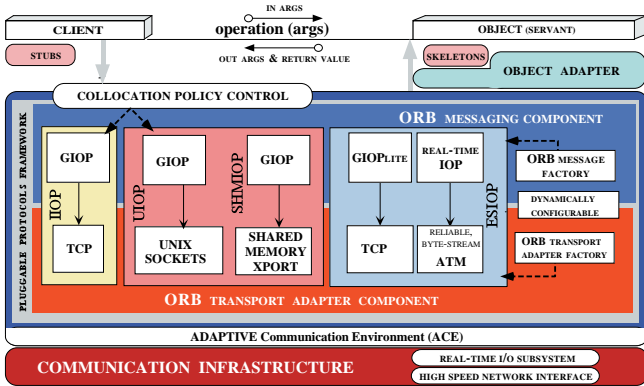 IN ARGS
CLIENT
operation (args)
OBJECT (SERVANT)
STUBS
OUT ARGS & RETURN VALUE
SKELETONS
OBJECT ADAPTER
COLLOCATION POLICY CONTROL
ORB MESSAGING COMPONENT
PLUGGABLE PROTOCOLS FRAMEWORK
IIOP
GIOP
TCP
UIOP
GIOP
UNIX
SOCKETS
SHMIOP
GIOP
SHARED
MEMORY
XPORT
GIOPLITE
TCP
REAL-TIME
IOP
RELIABLE,
BYTE-STREAM
ATM
ESIOP
ORB MESSAGE
FACTORY
DYNAMICALLY
CONFIGURABLE
ORB TRANSPORT
ADAPTER FACTORY
ORB TRANSPORT ADAPTER COMPONENT
ADAPTIVE Communication Environment (ACE)
COMMUNICATION INFRASTRUCTURE
REAL-TIME I/O SUBSYSTEM
HIGH SPEED NETWORK INTERFACE